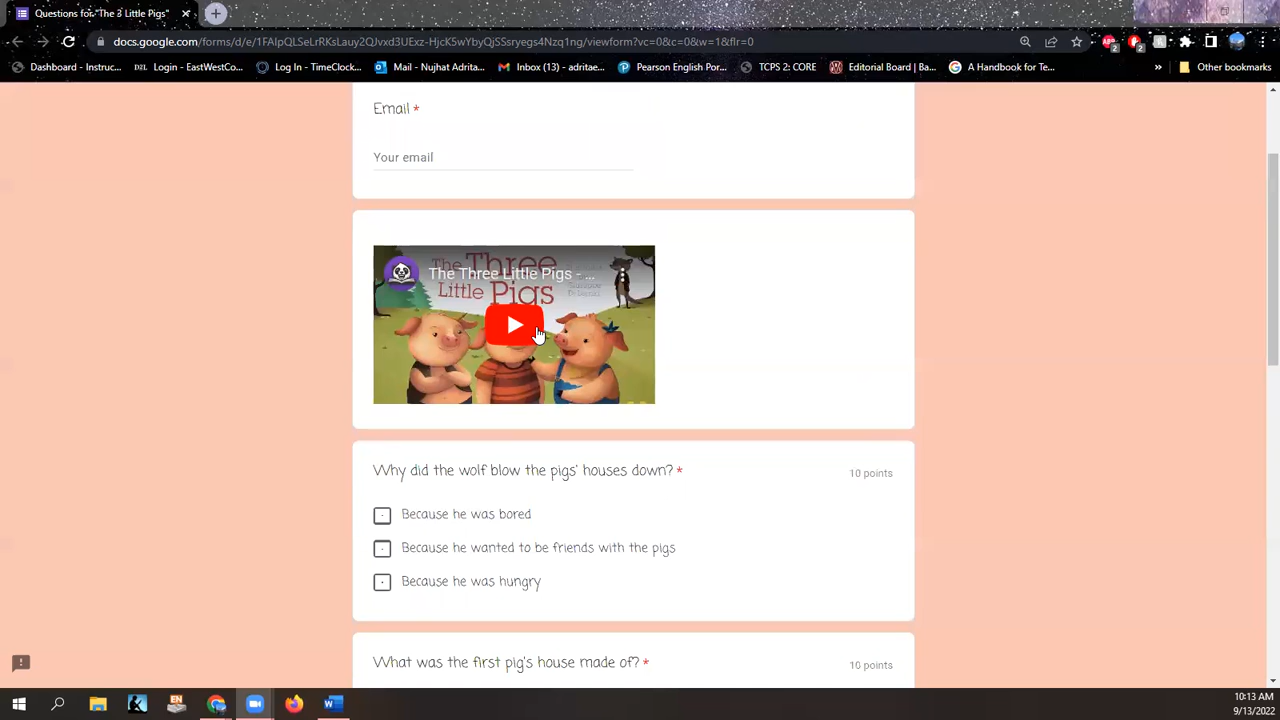 Questions for "The 3 Little Pigs"
docs.google.com/forms/d/e/1FAIpQLSeLrRKsLauy2QJvxd3UExz-HjcK5wYbyQjSSsryegs4Nzq1ng/viewform?vc=0&c=0&w=1&flr=0
Dashboard - Instruc... Login - EastWestCo... Log In - TimeClock... Mail - Nujhat Adrita... Inbox (13) - adritae... Pearson English Por... TCPS 2: CORE Editorial Board | Ba... A Handbook for Te... » Other bookmarks
Email *
Your email
The Three Little Pigs - ...
The Three
Little Pigs
Why did the wolf blow the pigs' houses down? *
10 points
Because he was bored
Because he wanted to be friends with the pigs
Because he was hungry
What was the first pig's house made of? *
10 points
10:13 AM
9/13/2022